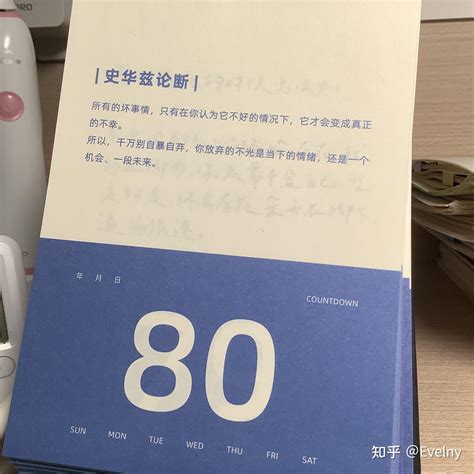 PRO
| 史华兹论断 |
所有的坏事情，只有在你认为它不好的情况下，它才会变成真正
的不幸。
所以，千万别自暴自弃，你放弃的不光是当下的情绪，还是一个
机会、一段未来。
年 月 日
COUNTDOWN
80
SUN MON TUE WED THU FRI SAT
知乎 @Evelny